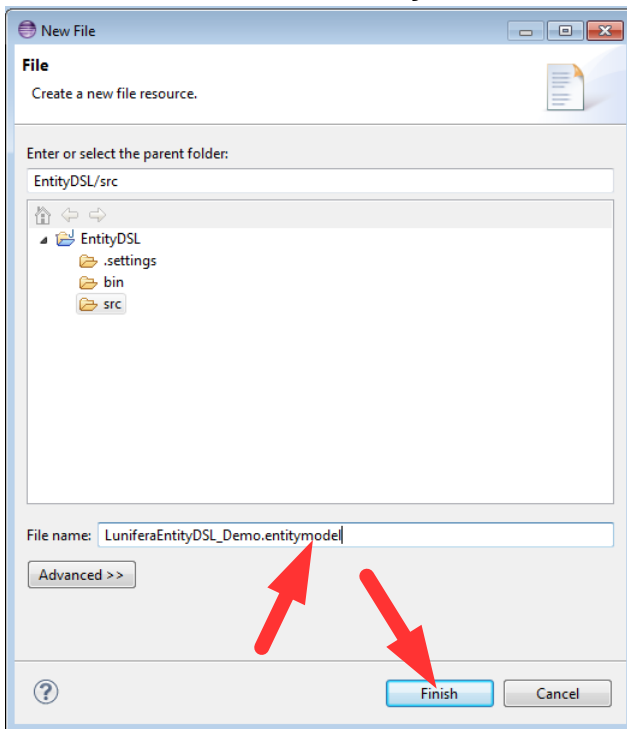 New File
File
Create a new file resource.
Enter or select the parent folder:
EntityDSL/src
EntityDSL
.settings
bin
src
File name: LuniferaEntityDSL_Demo.entitymodel
Advanced >>
Finish Cancel